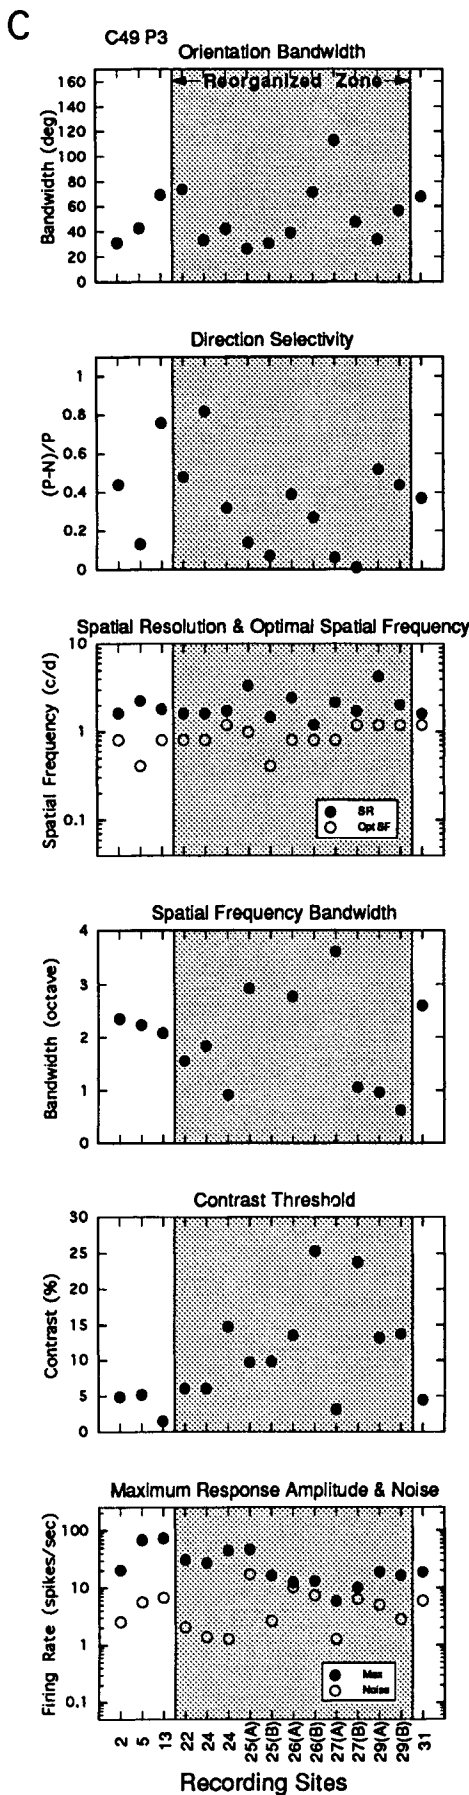 C
C49 P3
Orientation Bandwidth
Reorganized Zone
Bandwidth (deg)
160
140
120
100
80
60
40
20
0
Direction Selectivity
(P-N)/P
1
0.8
0.6
0.4
0.2
0
Spatial Resolution & Optimal Spatial Frequency
Spatial Frequency (c/d)
10
1
0.1
SR
Opt SF
Spatial Frequency Bandwidth
Bandwidth (octave)
4
3
2
1
0
Contrast Threshold
Contrast (%)
30
25
20
15
10
5
0
Maximum Response Amplitude & Noise
Firing Rate (spikes/sec)
100
10
1
0.1
Max
Noise
2 5 13 22 24 24 25(A) 25(B) 26(A) 26(B) 27(A) 27(B) 29(A) 29(B) 31
Recording Sites